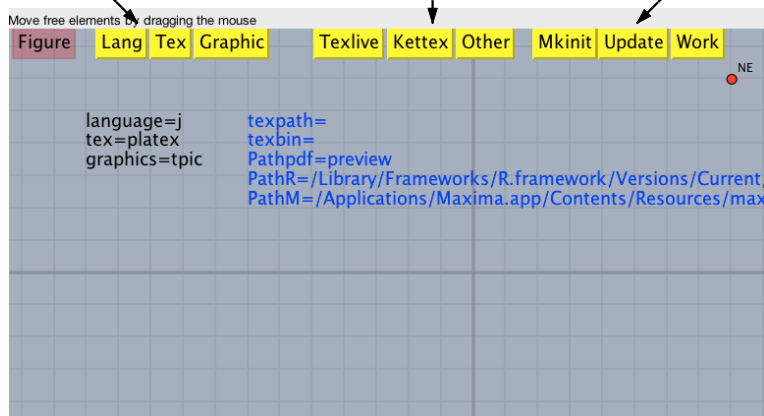 Move free elements by dragging the mouse
Figure Lang Tex Graphic Texlive Kettex Other Mkinit Update Work
NE
language=j
tex=platex
graphics=tpic
texpath=
texbin=
Pathpdf=preview
PathR=/Library/Frameworks/R.framework/Versions/Current,
PathM=/Applications/Maxima.app/Contents/Resources/max